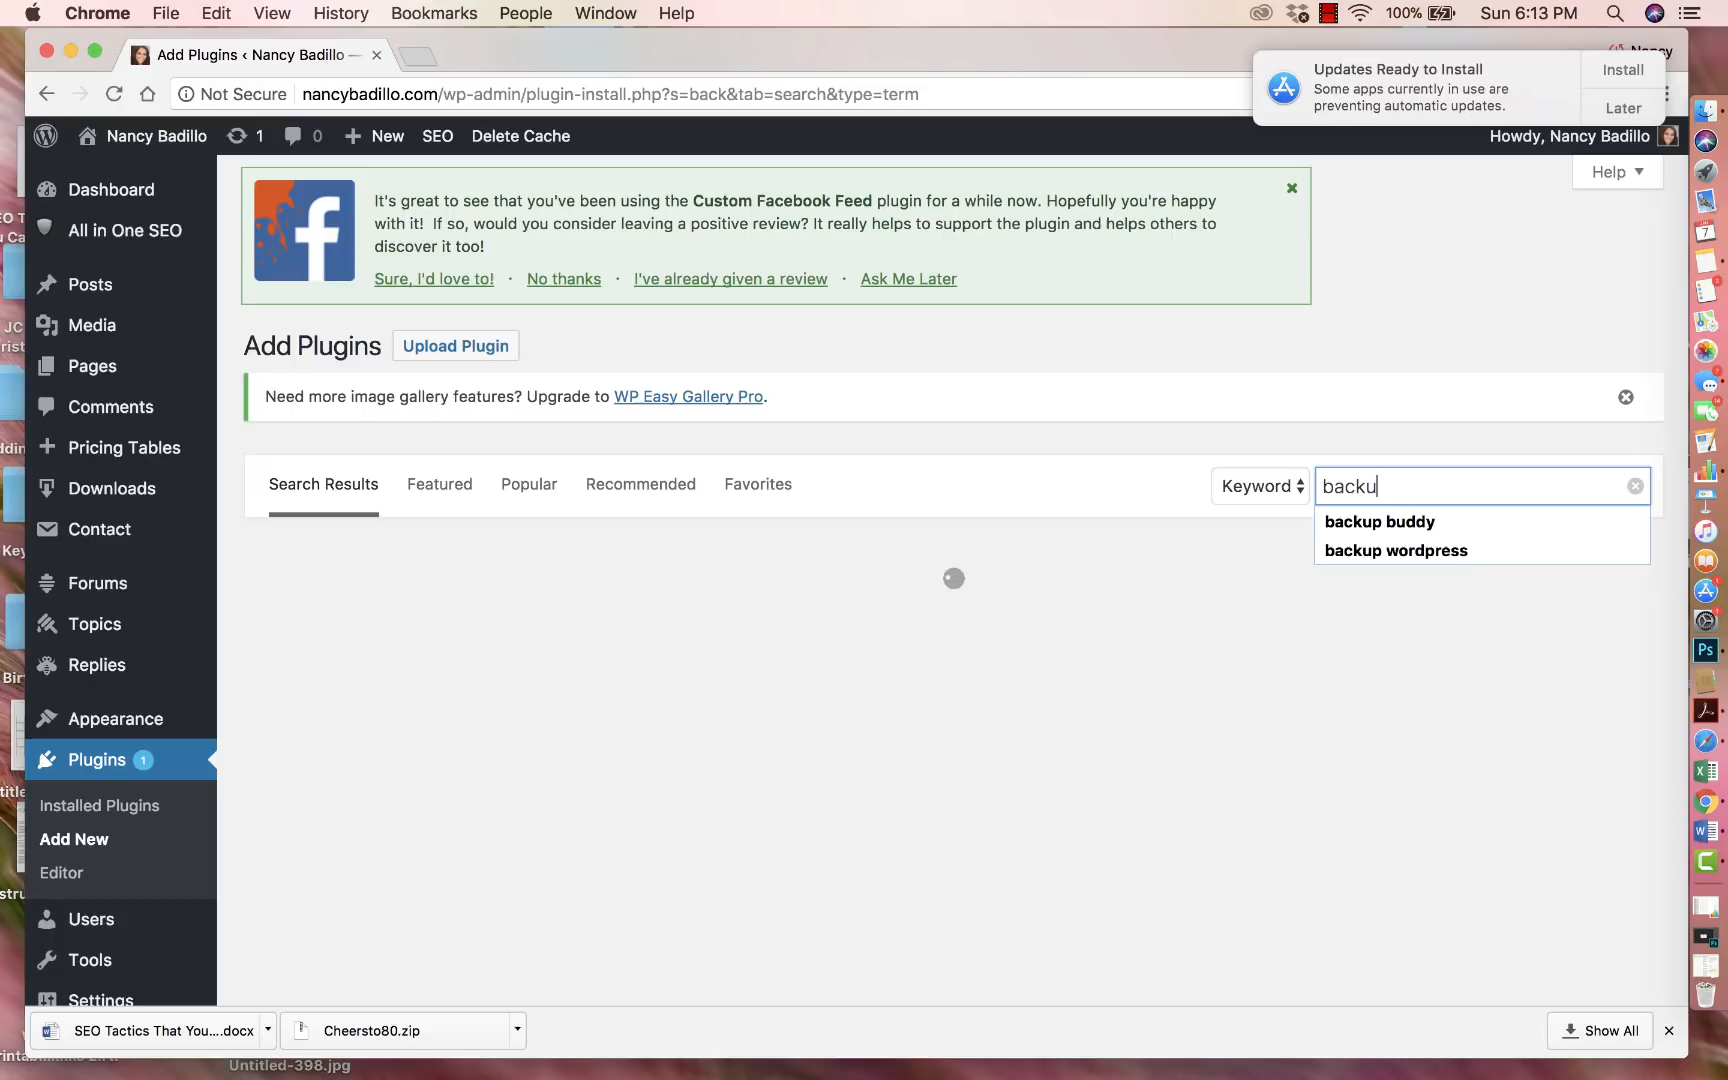 Chrome File Edit View History Bookmarks People Window Help
100% Sun 6:13 PM
Add Plugins ‹ Nancy Badillo —
Nancy
Not Secure nancybadillo.com/wp-admin/plugin-install.php?s=back&tab=search&type=term
Updates Ready to Install
Some apps currently in use are
preventing automatic updates.
Install
Later
Nancy Badillo 1 0 New SEO Delete Cache
Howdy, Nancy Badillo
Help
Dashboard
All in One SEO
Posts
Media
Pages
Comments
Pricing Tables
Downloads
Contact
Forums
Topics
Replies
Appearance
Plugins 1
Installed Plugins
Add New
Editor
Users
Tools
Settings
It's great to see that you've been using the Custom Facebook Feed plugin for a while now. Hopefully you're happy
with it! If so, would you consider leaving a positive review? It really helps to support the plugin and helps others to
discover it too!
Sure, I'd love to! · No thanks · I've already given a review · Ask Me Later
Add Plugins Upload Plugin
Need more image gallery features? Upgrade to WP Easy Gallery Pro.
Search Results Featured Popular Recommended Favorites
Keyword backu
backup buddy
backup wordpress
SEO Tactics That You....docx
Cheersto80.zip
Show All
Untitled-398.jpg